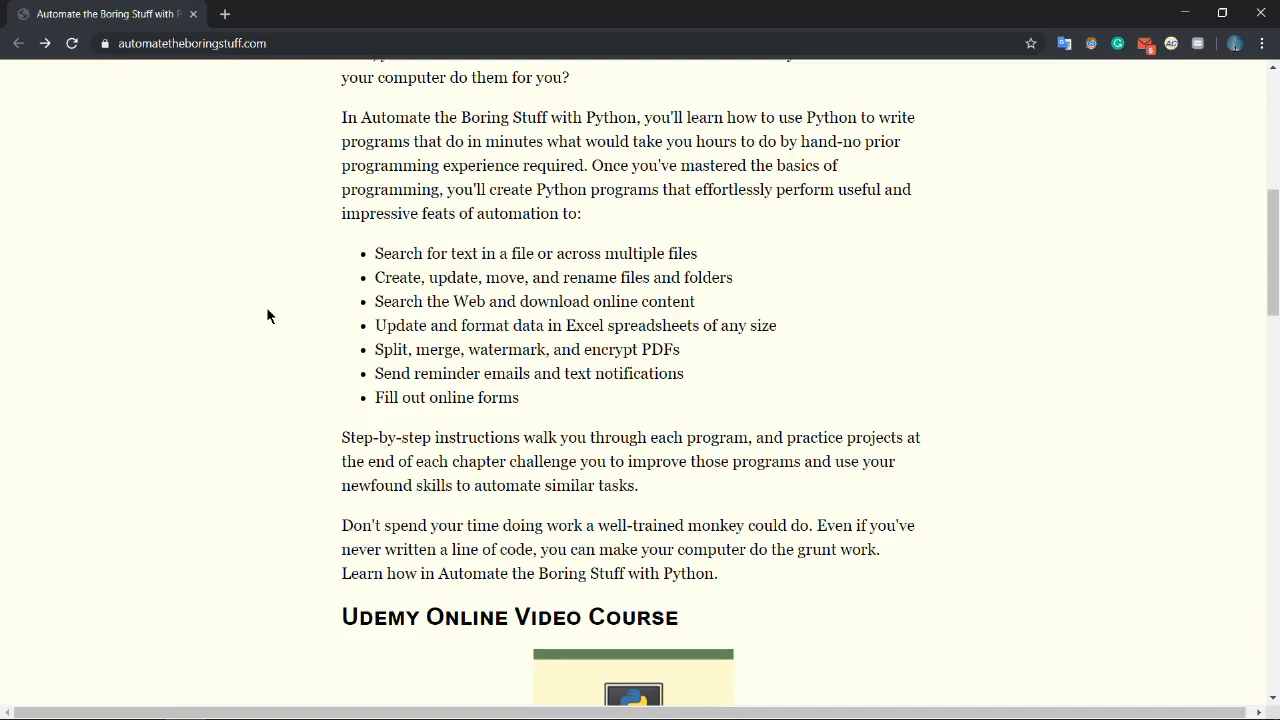 Automate the Boring Stuff with P
automatetheboringstuff.com
6
your computer do them for you?
In Automate the Boring Stuff with Python, you'll learn how to use Python to write
programs that do in minutes what would take you hours to do by hand-no prior
programming experience required. Once you've mastered the basics of
programming, you'll create Python programs that effortlessly perform useful and
impressive feats of automation to:
• Search for text in a file or across multiple files
• Create, update, move, and rename files and folders
• Search the Web and download online content
• Update and format data in Excel spreadsheets of any size
• Split, merge, watermark, and encrypt PDFs
• Send reminder emails and text notifications
• Fill out online forms
Step-by-step instructions walk you through each program, and practice projects at
the end of each chapter challenge you to improve those programs and use your
newfound skills to automate similar tasks.
Don't spend your time doing work a well-trained monkey could do. Even if you've
never written a line of code, you can make your computer do the grunt work.
Learn how in Automate the Boring Stuff with Python.
Udemy Online Video Course